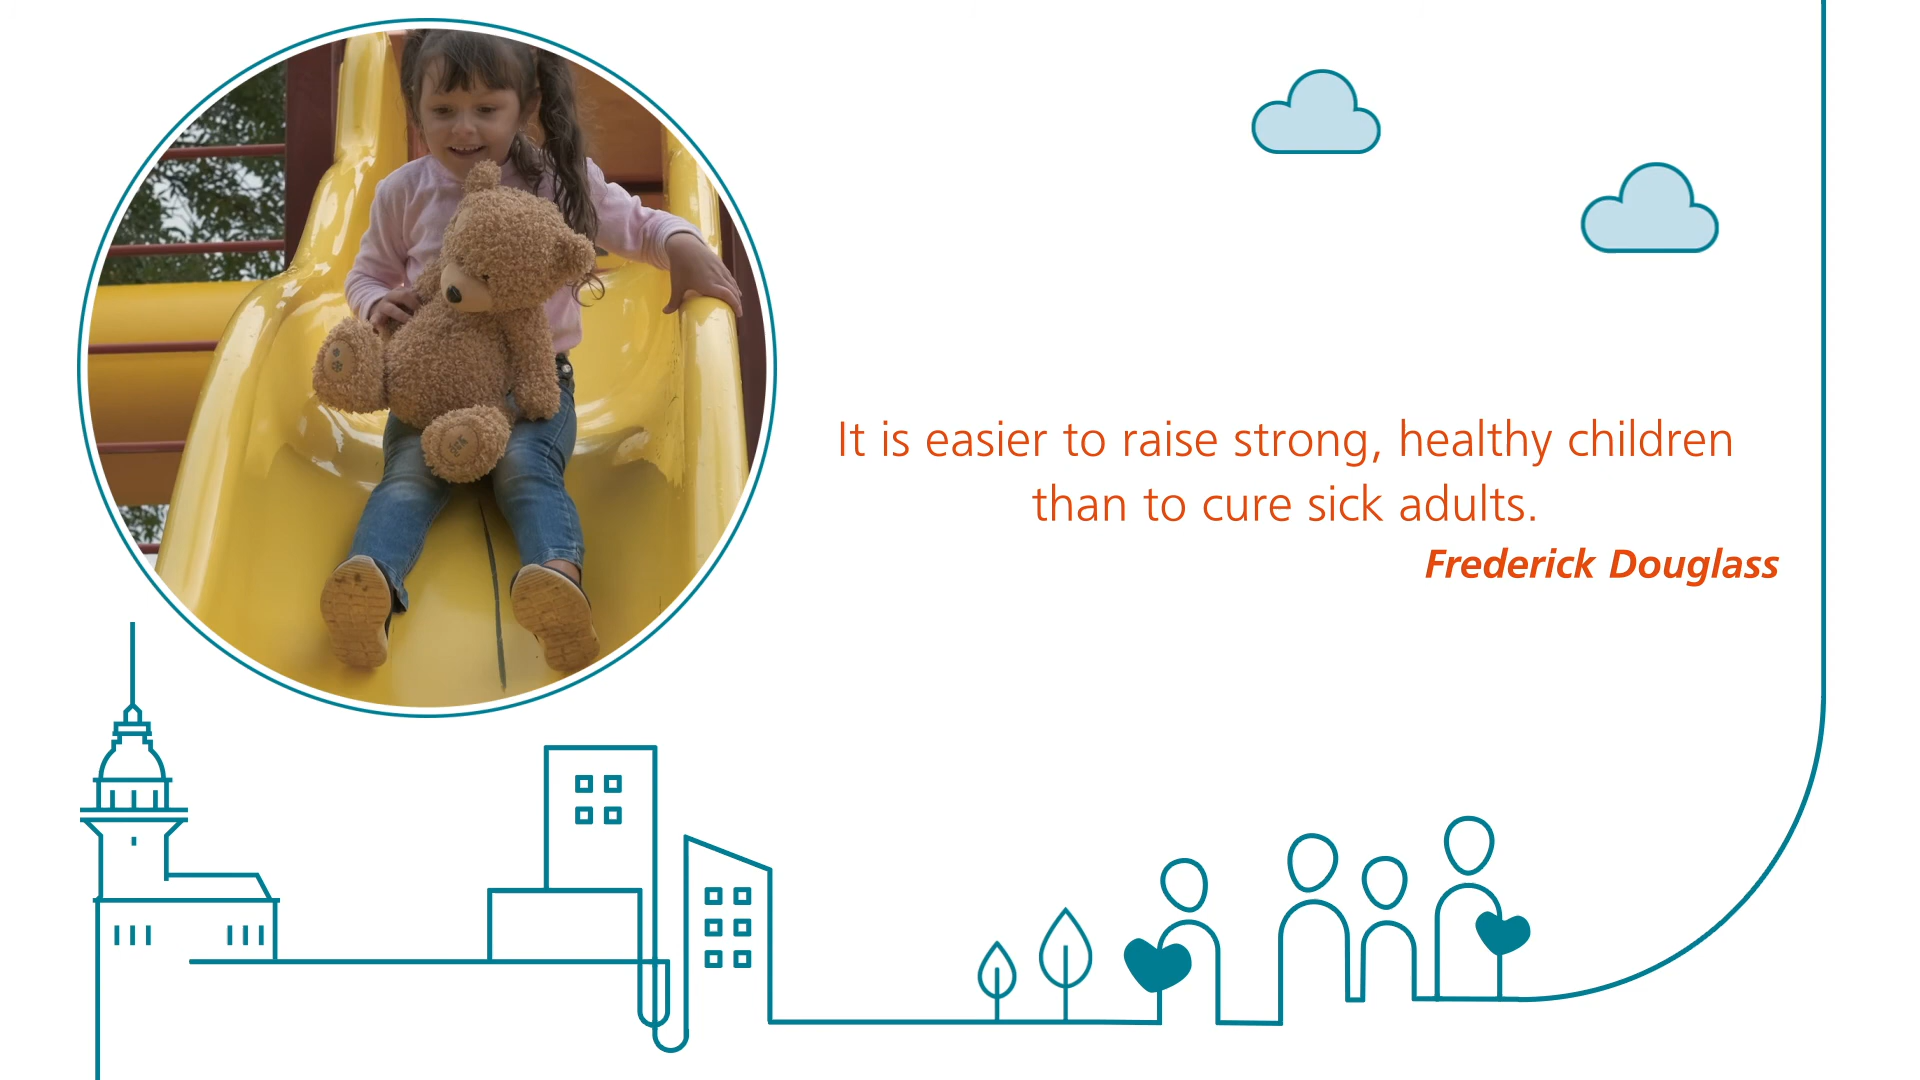 It is easier to raise strong, healthy children
than to cure sick adults.
Frederick Douglass